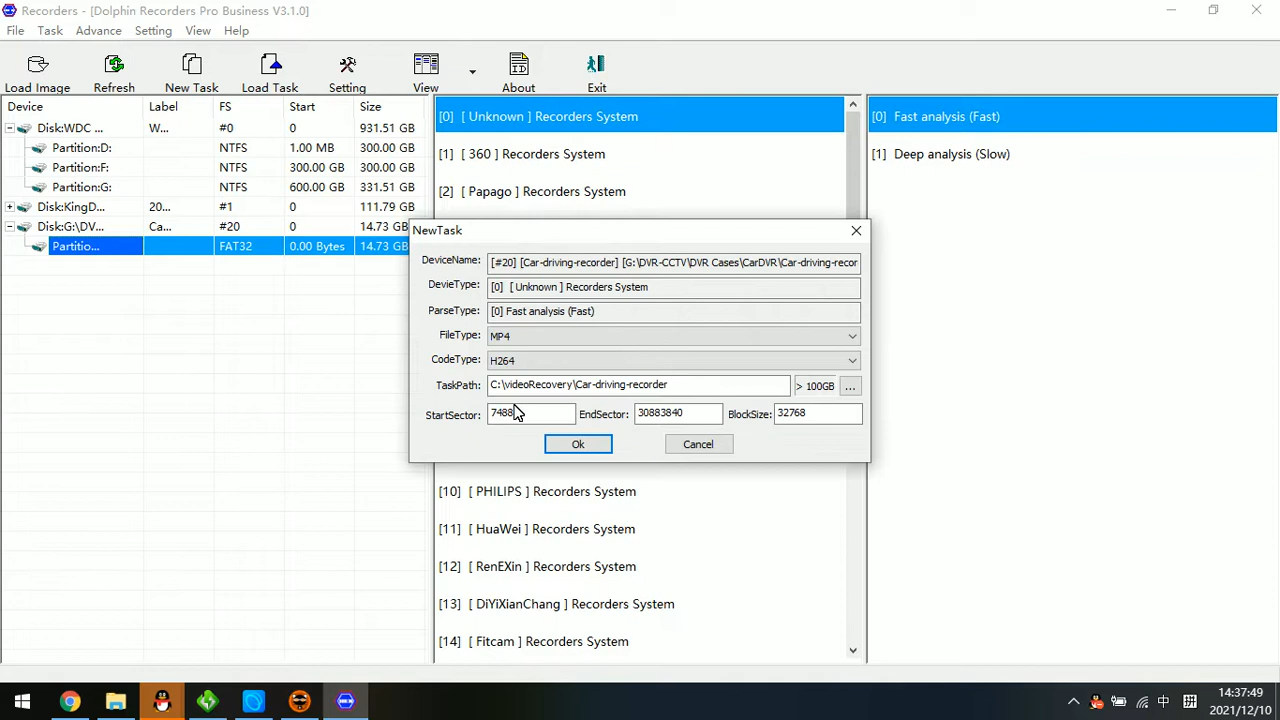 Recorders - [Dolphin Recorders Pro Business V3.1.0]
File Task Advance Setting View Help
Load Image Refresh New Task Load Task Setting View About Exit
Device Label FS Start Size
Disk:WDC ... W... #0 0 931.51 GB
Partition:D: NTFS 1.00 MB 300.00 GB
Partition:F: NTFS 300.00 GB 300.00 GB
Partition:G: NTFS 600.00 GB 331.51 GB
Disk:KingD... 20... #1 0 111.79 GB
Disk:G:\DV... Ca... #20 0 14.73 GB
Partitio... FAT32 0.00 Bytes 14.73 GB
[0] [ Unknown ] Recorders System
[1] [ 360 ] Recorders System
[2] [ Papago ] Recorders System
[10] [ PHILIPS ] Recorders System
[11] [ HuaWei ] Recorders System
[12] [ RenEXin ] Recorders System
[13] [ DiYiXianChang ] Recorders System
[14] [ Fitcam ] Recorders System
[0] Fast analysis (Fast)
[1] Deep analysis (Slow)
NewTask
DeviceName: [#20] [Car-driving-recorder] [G:\DVR-CCTV\DVR Cases\CarDVR\Car-driving-recor
DevieType: [0] [ Unknown ] Recorders System
ParseType: [0] Fast analysis (Fast)
FileType: MP4
CodeType: H264
TaskPath: C:\videoRecovery\Car-driving-recorder > 100GB ...
StartSector: 7488 EndSector: 30883840 BlockSize: 32768
Ok Cancel
中 拼
14:37:49
2021/12/10